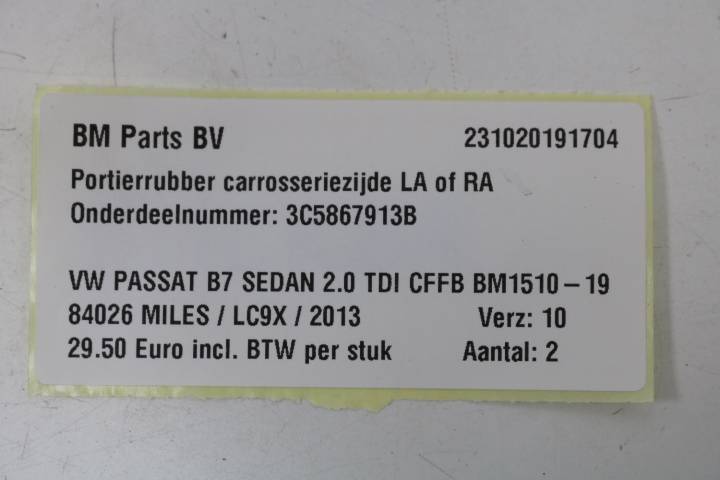 BM Parts BV 231020191704
Portierrubber carrosseriezijde LA of RA
Onderdeelnummer: 3C5867913B
VW PASSAT B7 SEDAN 2.0 TDI CFFB BM1510-19
84026 MILES / LC9X / 2013 Verz: 10
29.50 Euro incl. BTW per stuk Aantal: 2